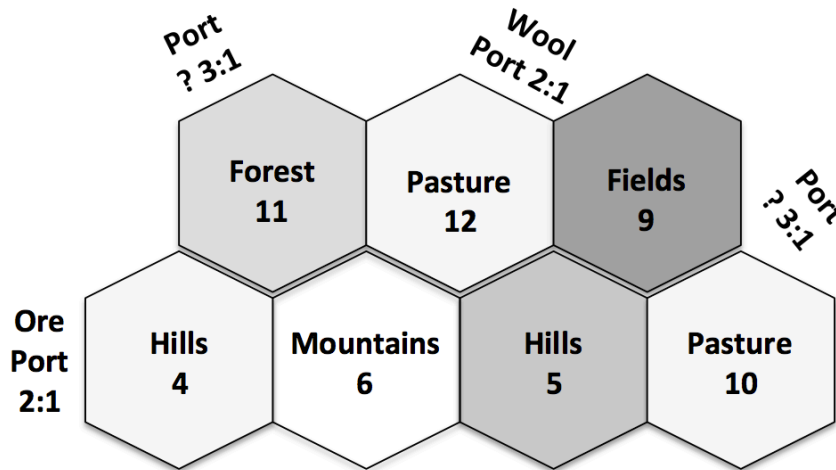 Port
? 3:1
Wool
Port 2:1
Forest
11
Pasture
12
Fields
9
Port
? 3:1
Ore
Port
2:1
Hills
4
Mountains
6
Hills
5
Pasture
10